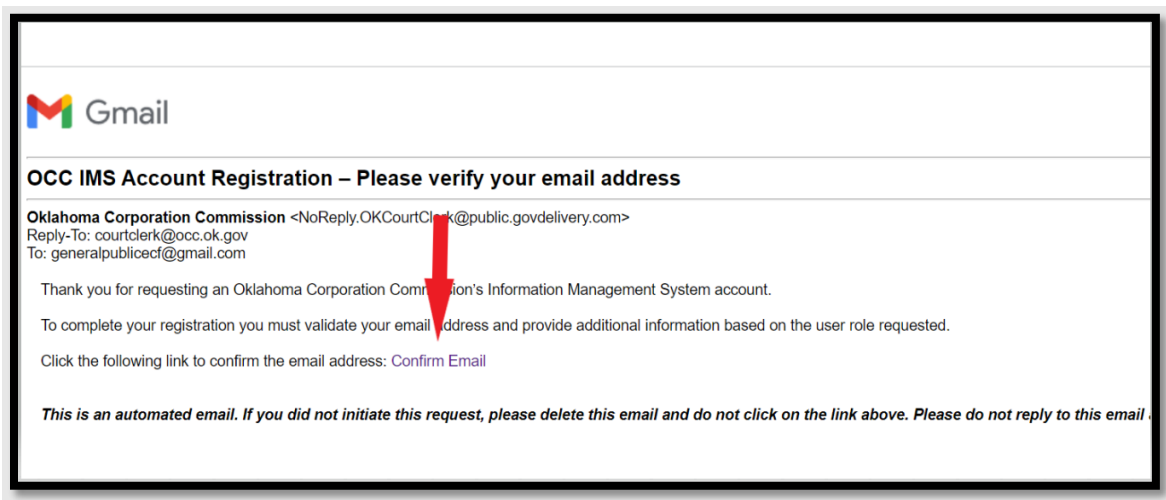 Gmail
OCC IMS Account Registration – Please verify your email address
Oklahoma Corporation Commission <NoReply.OKCourtClerk@public.govdelivery.com>
Reply-To: courtclerk@occ.ok.gov
To: generalpublicecf@gmail.com
Thank you for requesting an Oklahoma Corporation Commission's Information Management System account.
To complete your registration you must validate your email address and provide additional information based on the user role requested.
Click the following link to confirm the email address: Confirm Email
This is an automated email. If you did not initiate this request, please delete this email and do not click on the link above. Please do not reply to this email